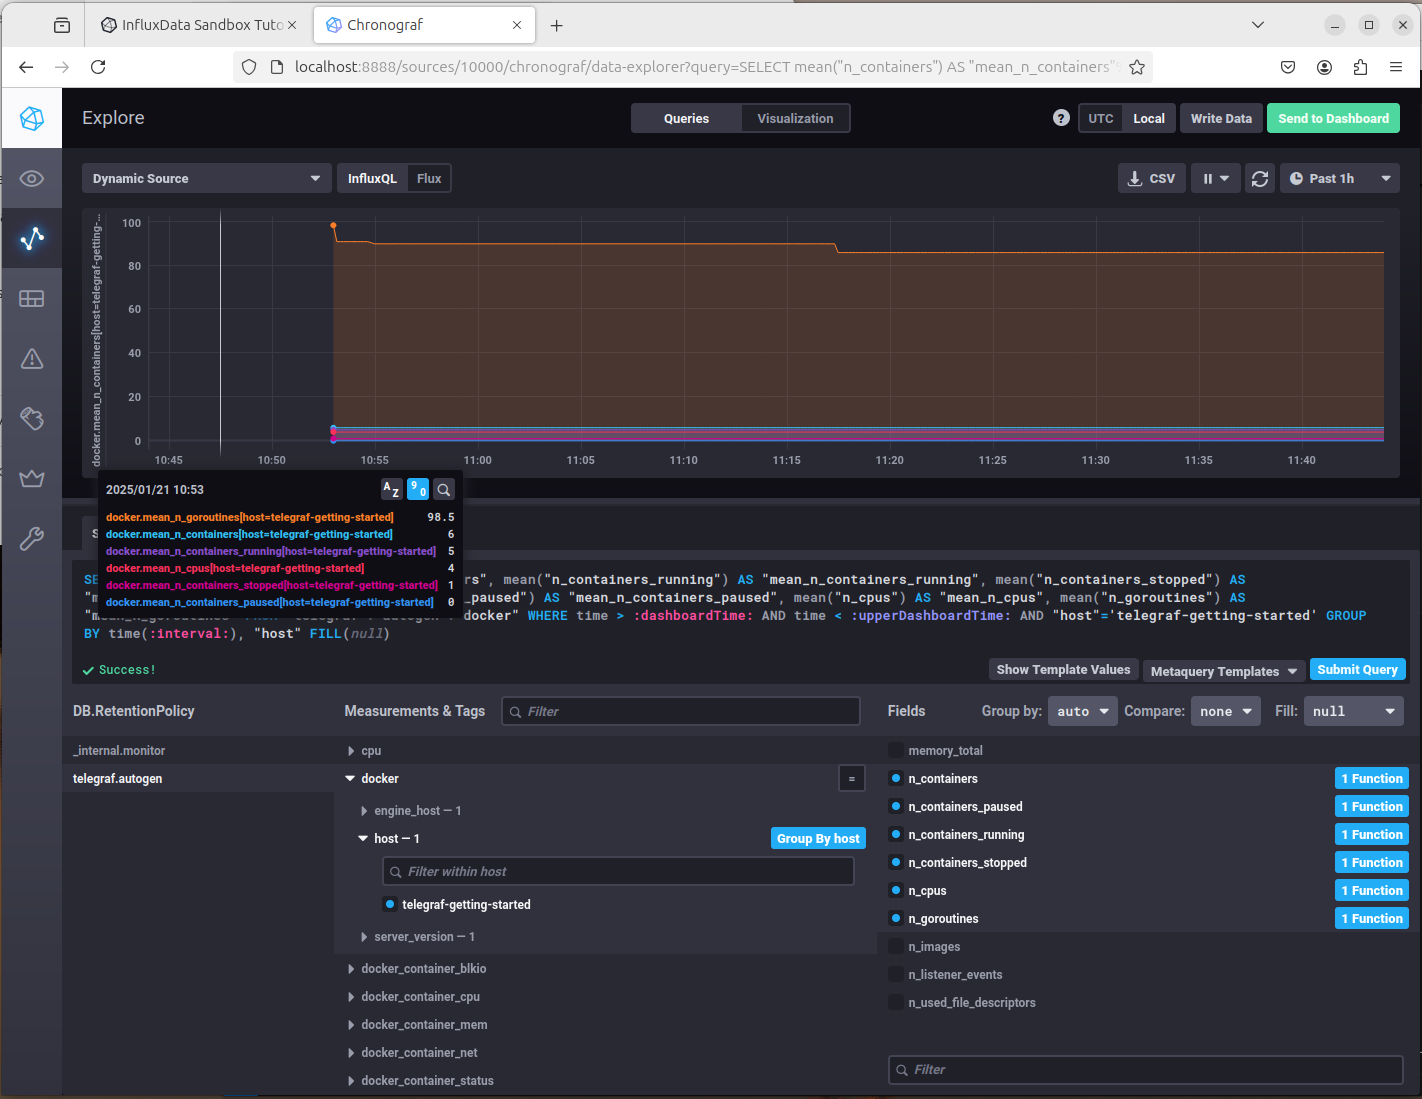 InfluxData Sandbox Tuto
Chronograf
localhost:8888/sources/10000/chronograf/data-explorer?query=SELECT mean("n_containers") AS "mean_n_containers"
Explore
Queries
Visualization
?
UTC
Local
Write Data
Send to Dashboard
Dynamic Source
InfluxQL
Flux
CSV
Past 1h
docker.mean_n_containers[host=telegraf-getting-...
100
80
60
40
20
0
10:45
10:50
10:55
11:00
11:05
11:10
11:15
11:20
11:25
11:30
11:35
11:40
2025/01/21 10:53
A Z
9 0
docker.mean_n_goroutines[host=telegraf-getting-started] 98.5
docker.mean_n_containers[host=telegraf-getting-started] 6
docker.mean_n_containers_running[host=telegraf-getting-started] 5
docker.mean_n_cpus[host=telegraf-getting-started] 4
docker.mean_n_containers_stopped[host=telegraf-getting-started] 1
docker.mean_n_containers_paused[host=telegraf-getting-started] 0
rs", mean("n_containers_running") AS "mean_n_containers_running", mean("n_containers_stopped") AS
_paused") AS "mean_n_containers_paused", mean("n_cpus") AS "mean_n_cpus", mean("n_goroutines") AS
docker" WHERE time > :dashboardTime: AND time < :upperDashboardTime: AND "host"='telegraf-getting-started' GROUP
BY time(:interval:), "host" FILL(null)
Success!
Show Template Values
Metaquery Templates
Submit Query
DB.RetentionPolicy
Measurements & Tags
Filter
Fields
Group by: auto
Compare: none
Fill: null
_internal.monitor
telegraf.autogen
cpu
docker
=
engine_host — 1
host — 1
Group By host
Filter within host
telegraf-getting-started
server_version — 1
docker_container_blkio
docker_container_cpu
docker_container_mem
docker_container_net
docker_container_status
memory_total
n_containers 1 Function
n_containers_paused 1 Function
n_containers_running 1 Function
n_containers_stopped 1 Function
n_cpus 1 Function
n_goroutines 1 Function
n_images
n_listener_events
n_used_file_descriptors
Filter